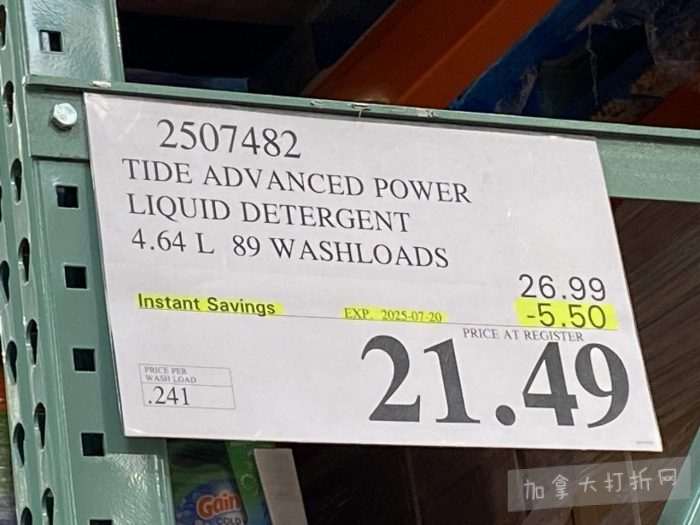 2507482
TIDE ADVANCED POWER
LIQUID DETERGENT
4.64 L 89 WASHLOADS
26.99
Instant Savings EXP. 2025-07-20 -5.50
PRICE AT REGISTER
21.49
PRICE PER
WASH LOAD
.241
Gain
COLD
加拿大打折网